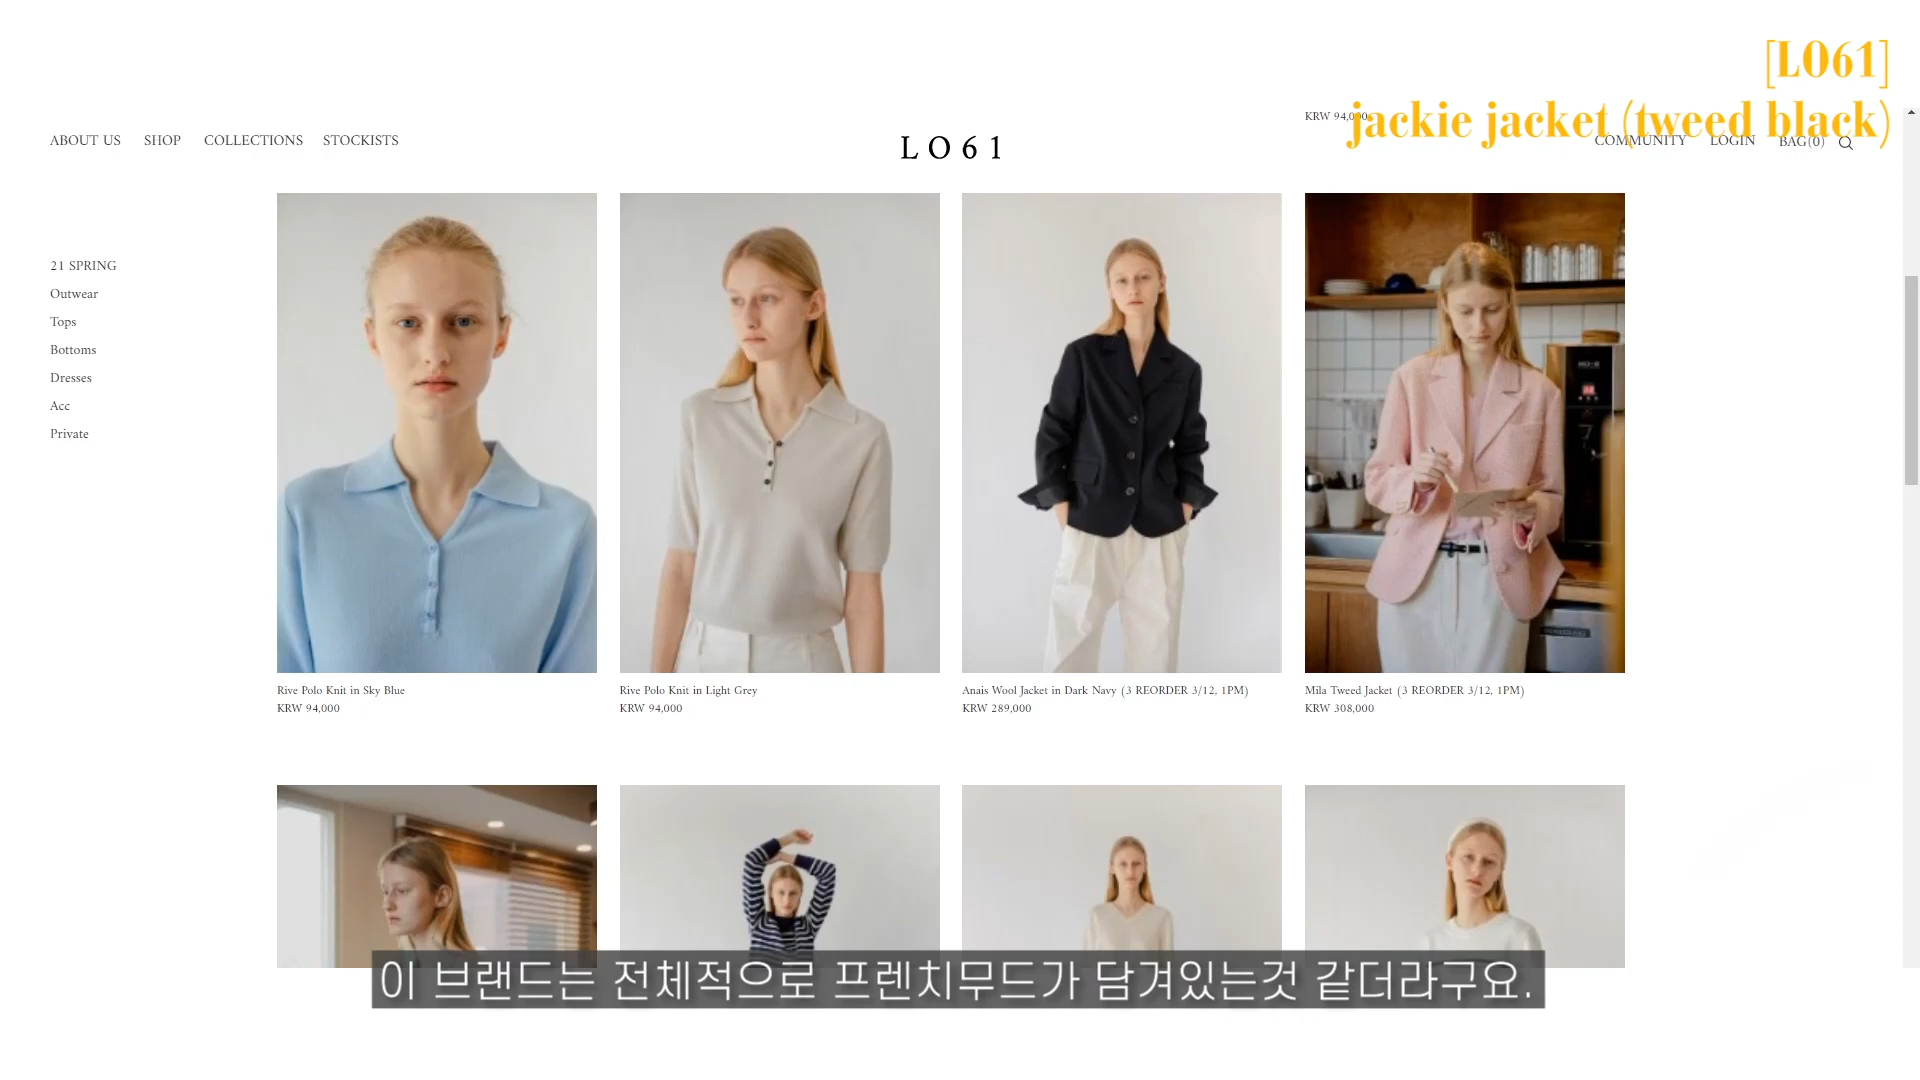 [LO61]
jackie jacket (tweed black)
KRW 94,000
ABOUT US SHOP COLLECTIONS STOCKISTS
LO61
COMMUNITY LOGIN BAG(0)
21 SPRING
Outwear
Tops
Bottoms
Dresses
Acc
Private
Rive Polo Knit in Sky Blue
KRW 94,000
Rive Polo Knit in Light Grey
KRW 94,000
Anais Wool Jacket in Dark Navy (3 REORDER 3/12, 1PM)
KRW 289,000
Mila Tweed Jacket (3 REORDER 3/12, 1PM)
KRW 308,000
이 브랜드는 전체적으로 프렌치무드가 담겨있는것 같더라구요.